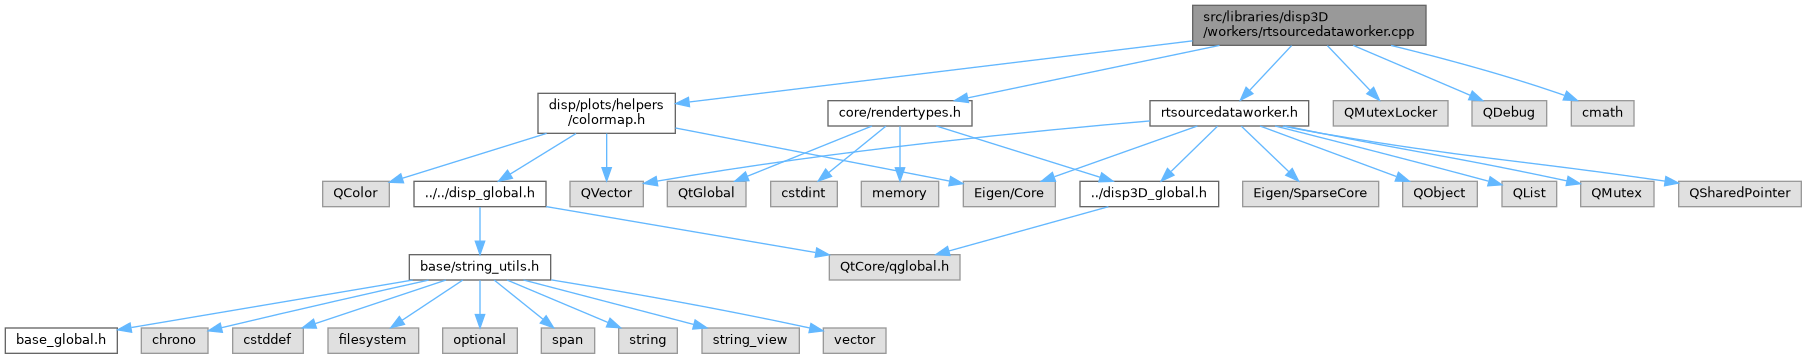 src/libraries/disp3D
/workers/rtsourcedataworker.cpp
disp/plots/helpers
/colormap.h
core/rendertypes.h
rtsourcedataworker.h
QMutexLocker
QDebug
cmath
QColor
../../disp_global.h
QVector
QtGlobal
cstdint
memory
Eigen/Core
../disp3D_global.h
Eigen/SparseCore
QObject
QList
QMutex
QSharedPointer
base/string_utils.h
QtCore/qglobal.h
base_global.h
chrono
cstddef
filesystem
optional
span
string
string_view
vector